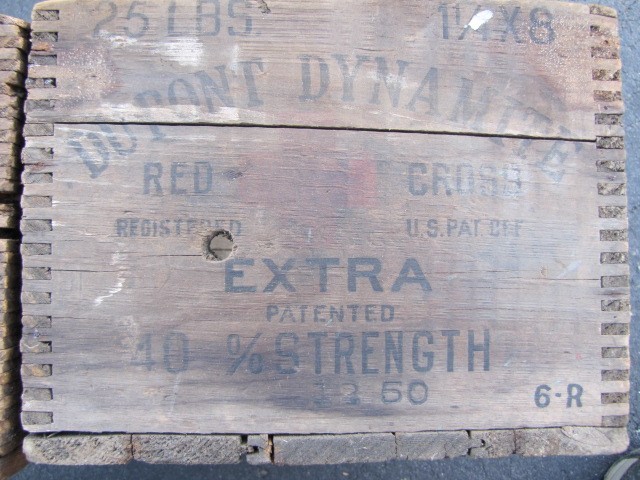 25 LBS 1¼X8
DU PONT DYNAMITE
RED CROSS
REGISTERED U.S. PAT. OFF.
EXTRA
PATENTED
40 % STRENGTH
12 50
6-R